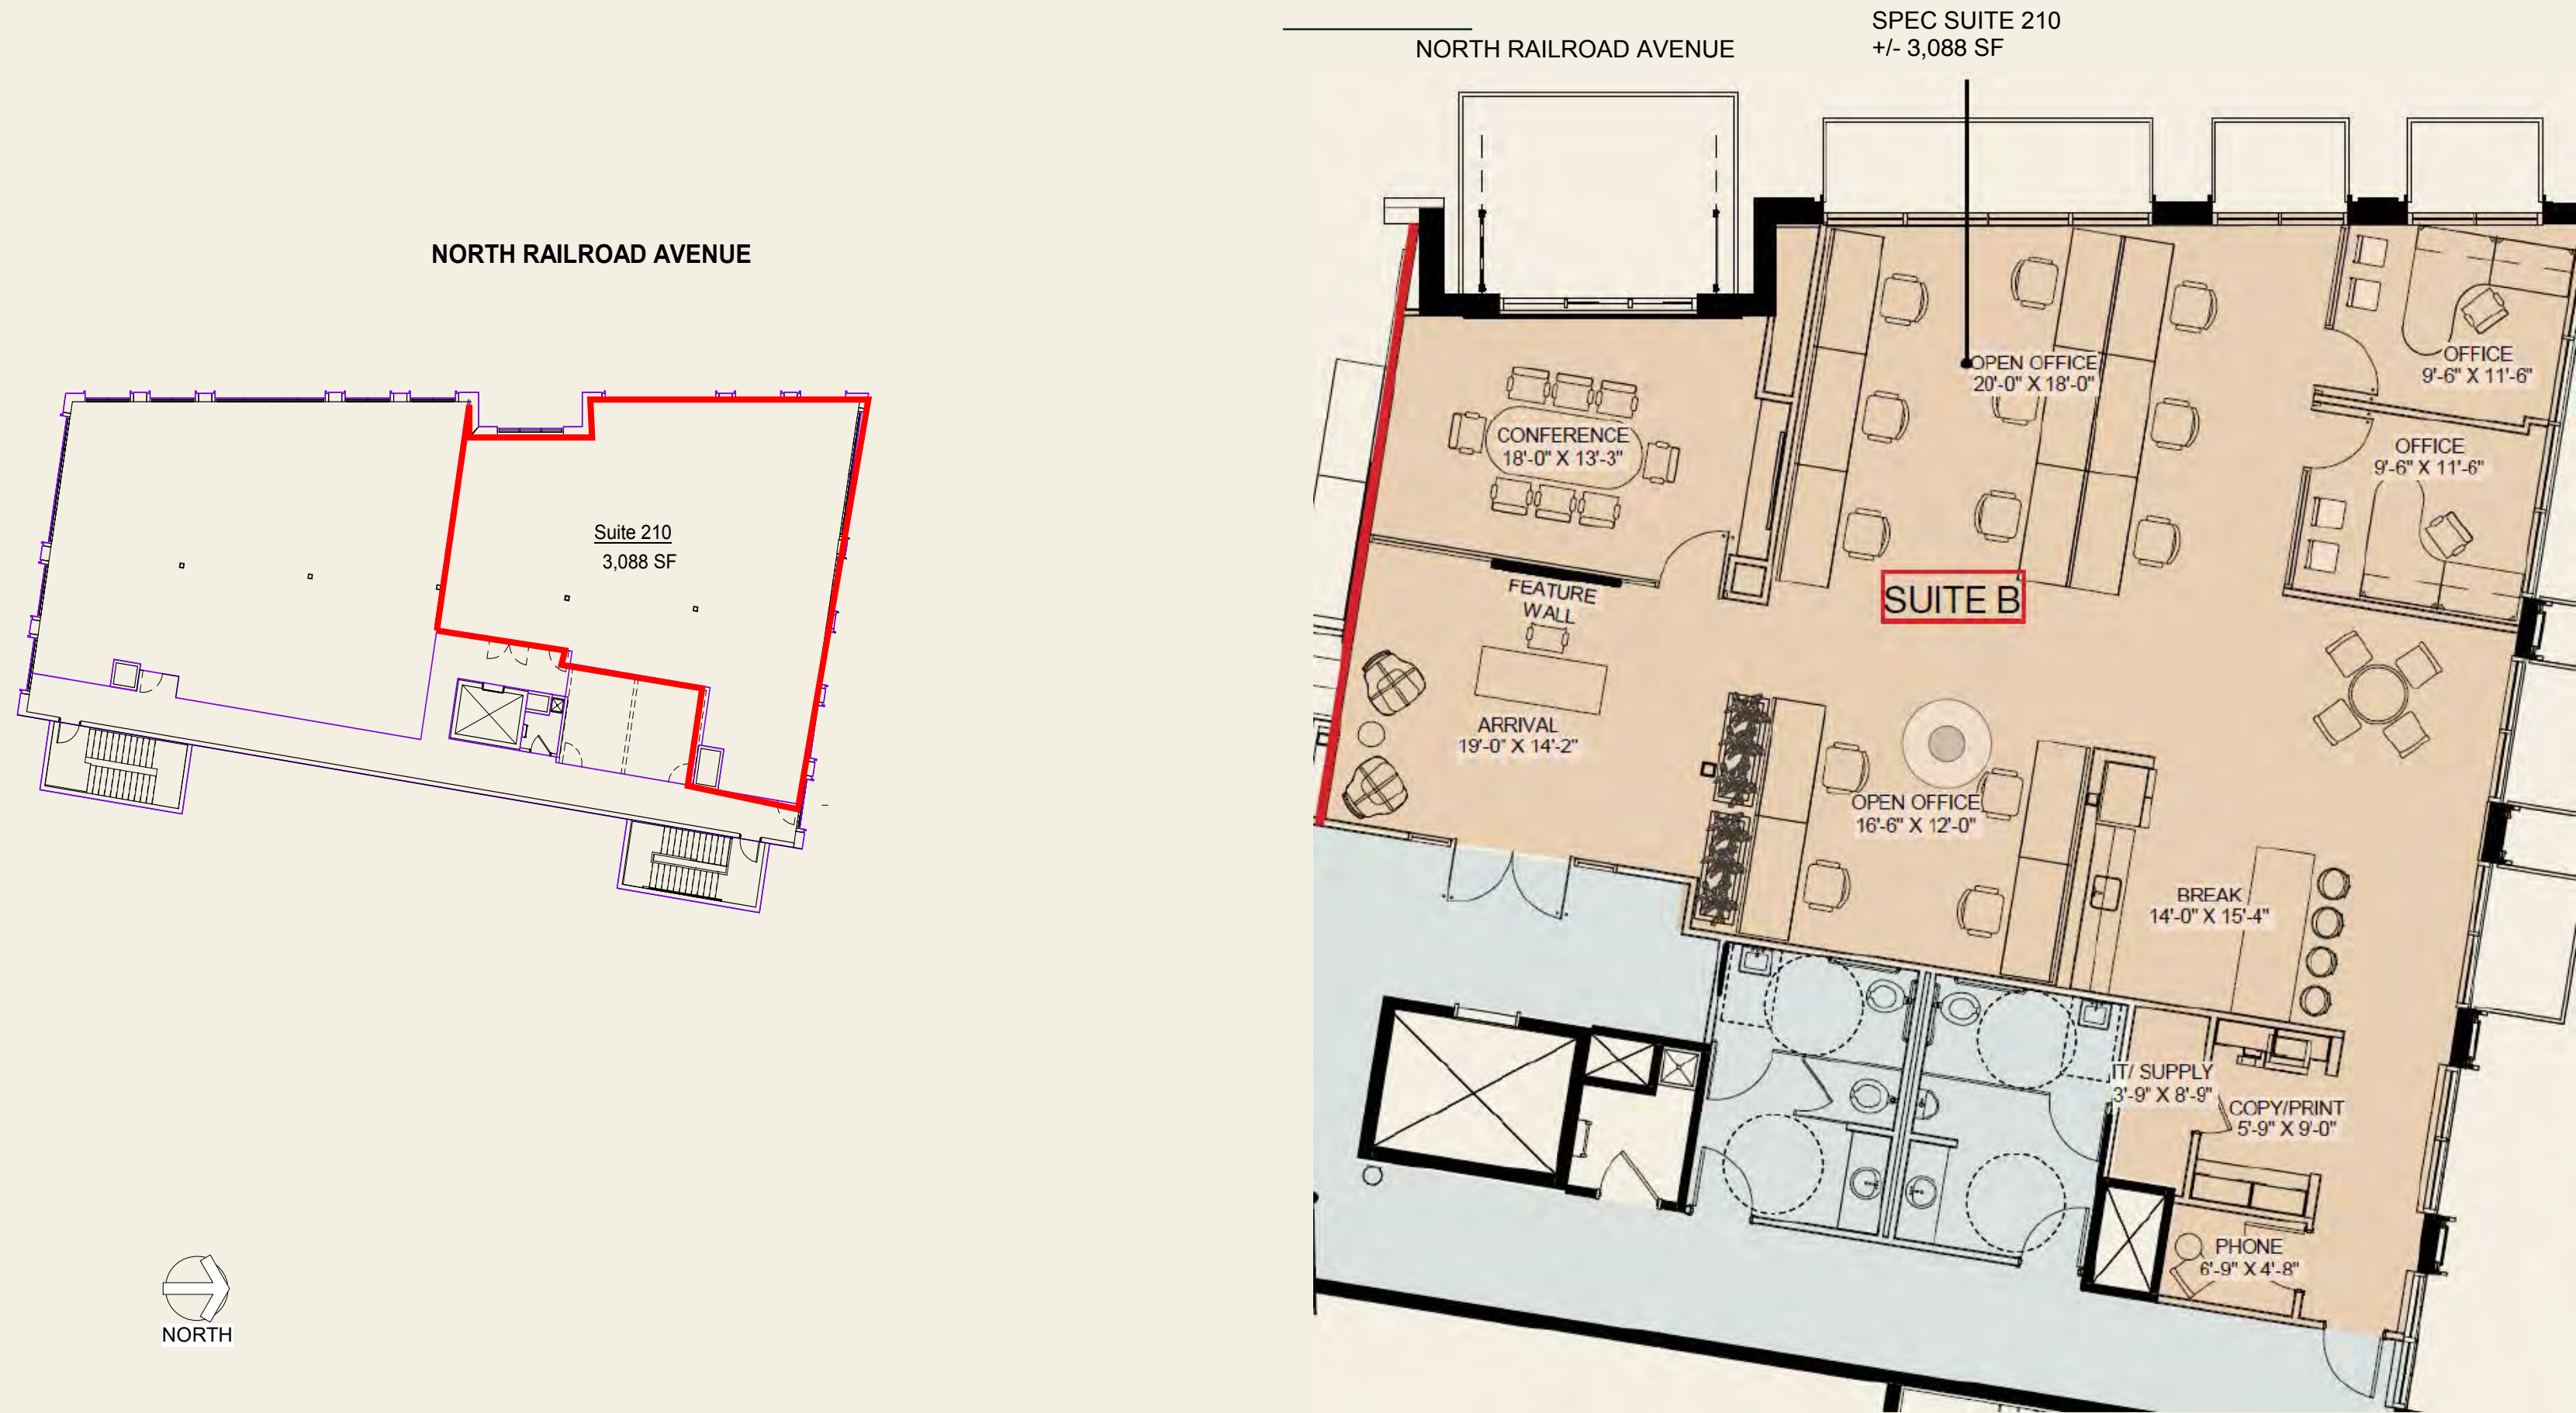 NORTH RAILROAD AVENUE
Suite 210
3,088 SF
NORTH
NORTH RAILROAD AVENUE
SPEC SUITE 210
+/- 3,088 SF
OPEN OFFICE
20'-0" X 18'-0"
OFFICE
9'-6" X 11'-6"
CONFERENCE
18'-0" X 13'-3"
OFFICE
9'-6" X 11'-6"
FEATURE
WALL
SUITE B
ARRIVAL
19'-0" X 14'-2"
OPEN OFFICE
16'-6" X 12'-0"
BREAK
14'-0" X 15'-4"
IT/ SUPPLY
3'-9" X 8'-9"
COPY/PRINT
5'-9" X 9'-0"
PHONE
6'-9" X 4'-8"